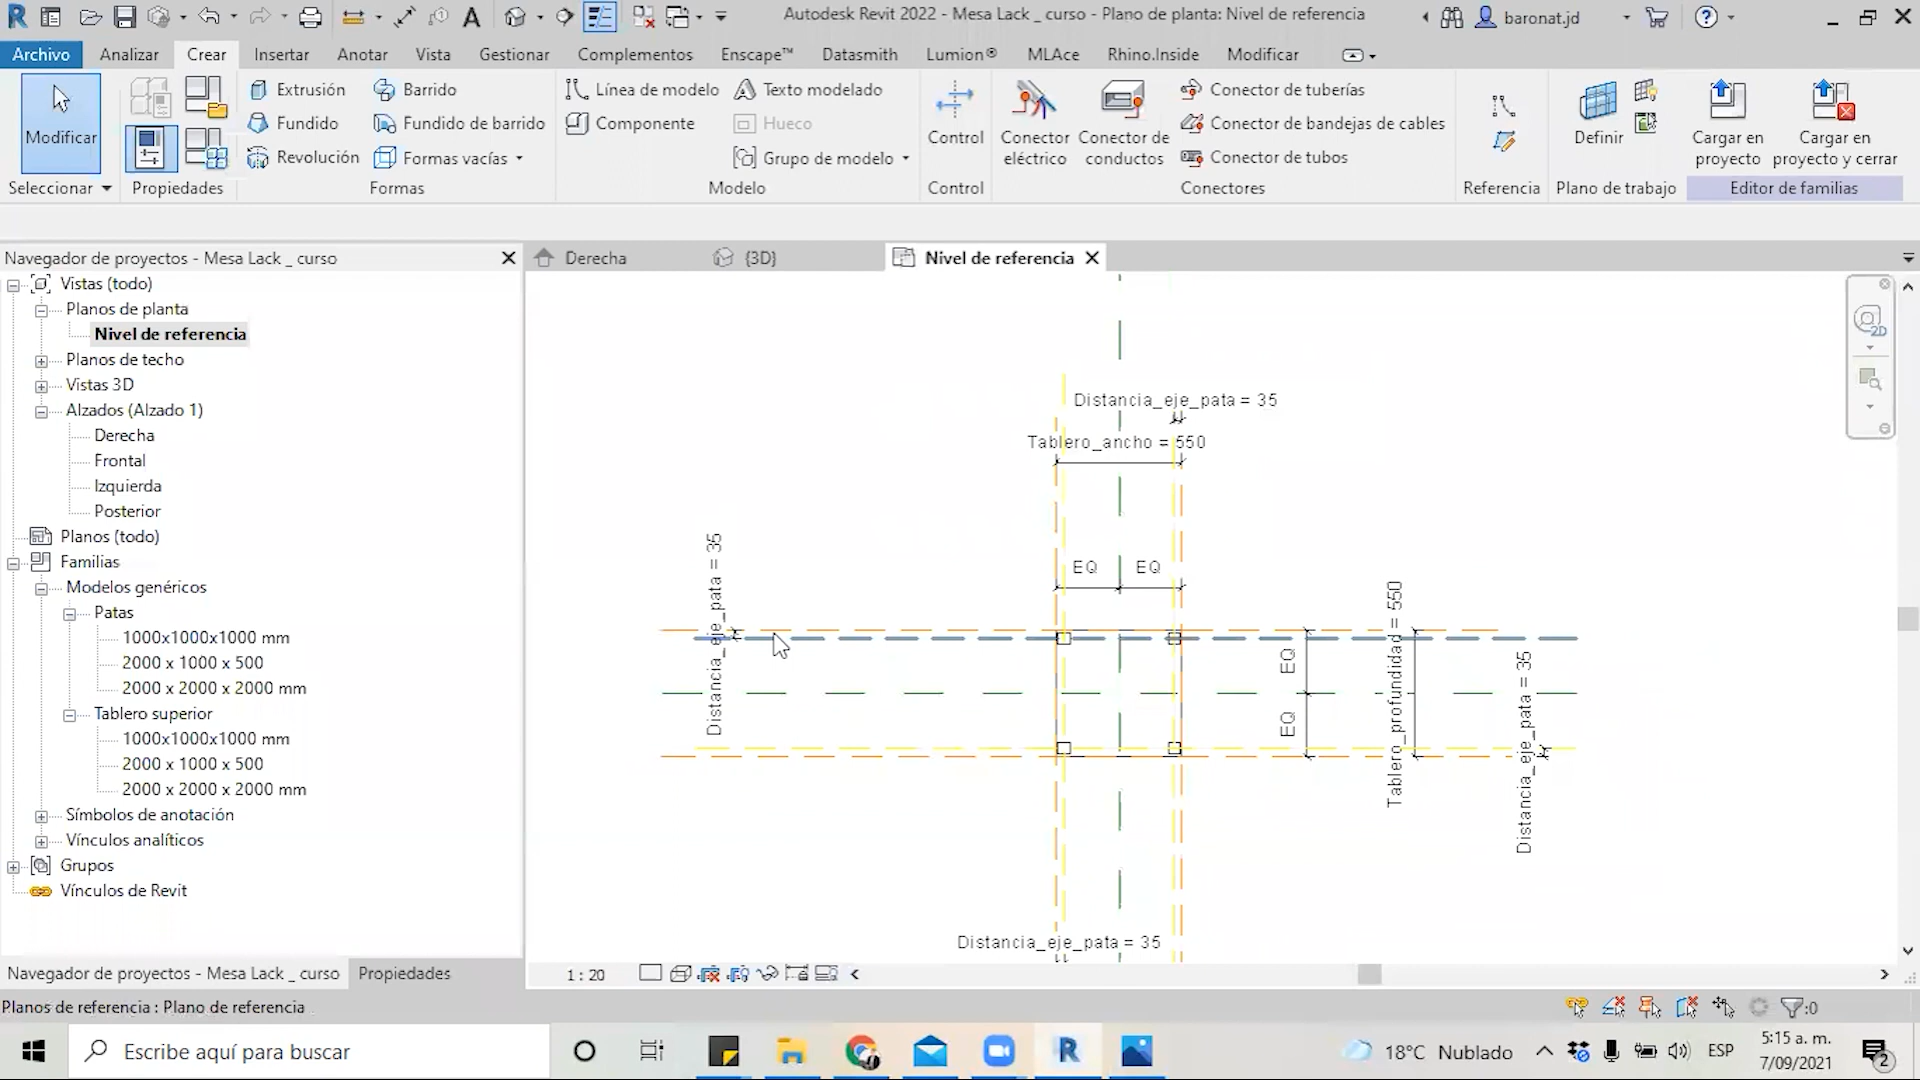 Autodesk Revit 2022 - Mesa Lack _ curso - Plano de planta: Nivel de referencia
baronat.jd
Archivo Analizar Crear Insertar Anotar Vista Gestionar Complementos Enscape™ Datasmith Lumion® MLAce Rhino.Inside Modificar
Modificar
Extrusión
Fundido
Revolución
Barrido
Fundido de barrido
Formas vacías
Línea de modelo
Componente
Texto modelado
Hueco
Grupo de modelo
Control
Conector eléctrico
Conector de conductos
Conector de tuberías
Conector de bandejas de cables
Conector de tubos
Definir
Cargar en proyecto
Cargar en proyecto y cerrar
Seleccionar Propiedades Formas Modelo Control Conectores Referencia Plano de trabajo Editor de familias
Navegador de proyectos - Mesa Lack _ curso
Derecha {3D} Nivel de referencia
Vistas (todo)
Planos de planta
Nivel de referencia
Planos de techo
Vistas 3D
Alzados (Alzado 1)
Derecha
Frontal
Izquierda
Posterior
Planos (todo)
Familias
Modelos genéricos
Patas
1000x1000x1000 mm
2000 x 1000 x 500
2000 x 2000 x 2000 mm
Tablero superior
1000x1000x1000 mm
2000 x 1000 x 500
2000 x 2000 x 2000 mm
Símbolos de anotación
Vínculos analíticos
Grupos
Vínculos de Revit
2D
Distancia_eje_pata = 35
Tablero_ancho = 550
EQ EQ
Distancia_eje_pata = 35
EQ
EQ
Tablero_profundidad = 550
Distancia_eje_pata = 35
Distancia_eje_pata = 35
Navegador de proyectos - Mesa Lack _ curso Propiedades
1 : 20
Planos de referencia : Plano de referencia
:0
Escribe aquí para buscar
18°C Nublado
ESP
5:15 a. m.
7/09/2021
2